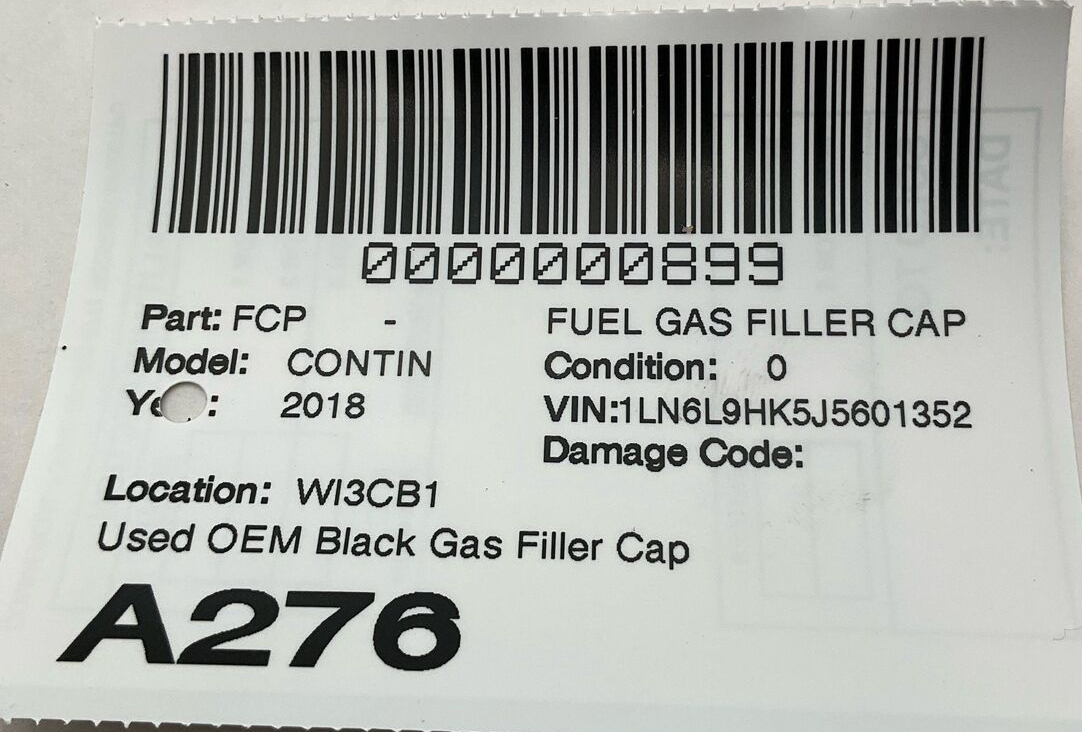 0000000899
Part: FCP - FUEL GAS FILLER CAP
Model: CONTIN Condition: 0
Ye : 2018 VIN:1LN6L9HK5J5601352
Damage Code:
Location: WI3CB1
Used OEM Black Gas Filler Cap
A276